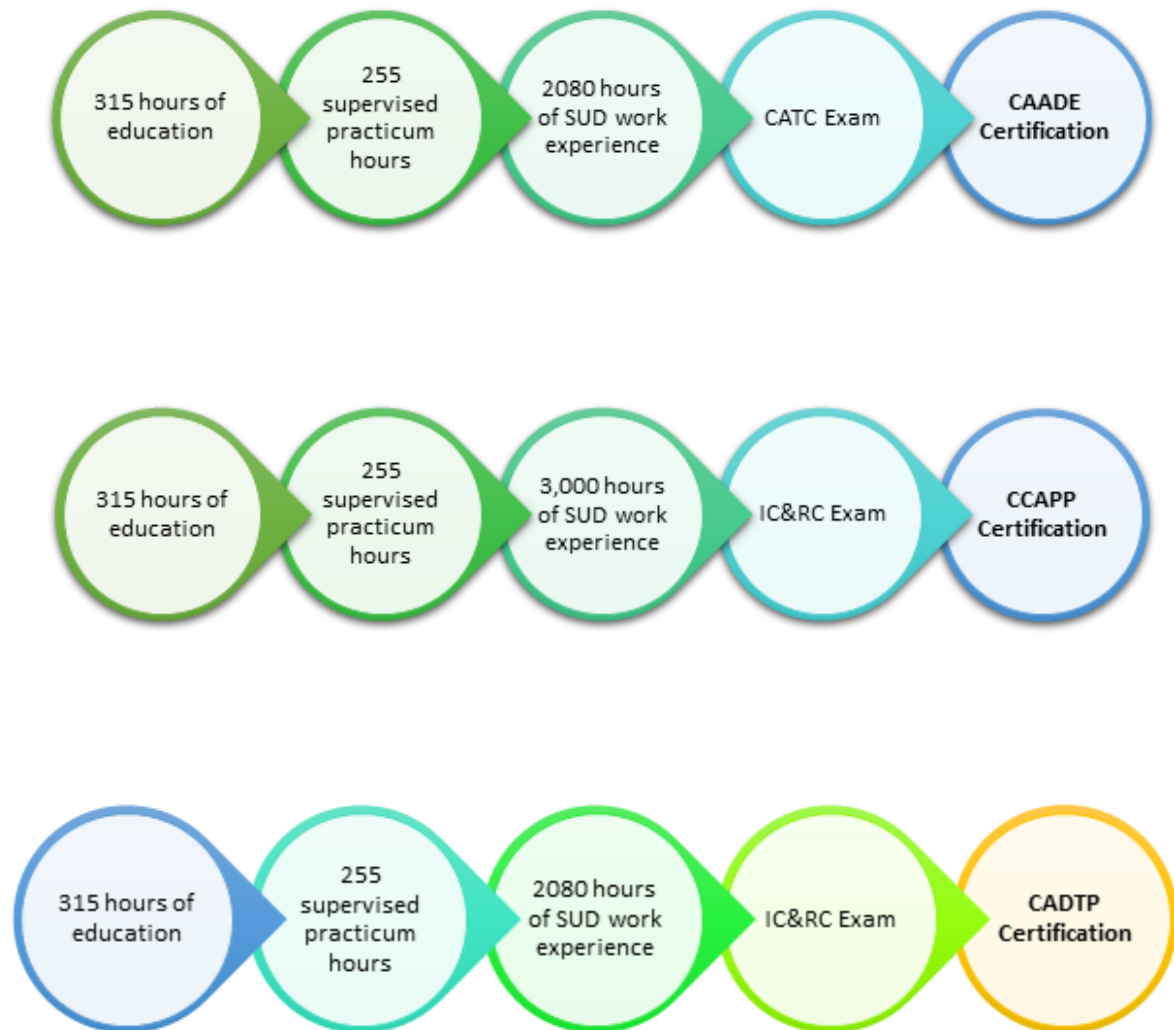 315 hours of
education
255
supervised
practicum
hours
2080 hours
of SUD work
experience
CATC Exam
CAADE
Certification
315 hours of
education
255
supervised
practicum
hours
3,000 hours
of SUD work
experience
IC&RC Exam
CCAPP
Certification
315 hours of
education
255
supervised
practicum
hours
2080 hours
of SUD work
experience
IC&RC Exam
CADTP
Certification